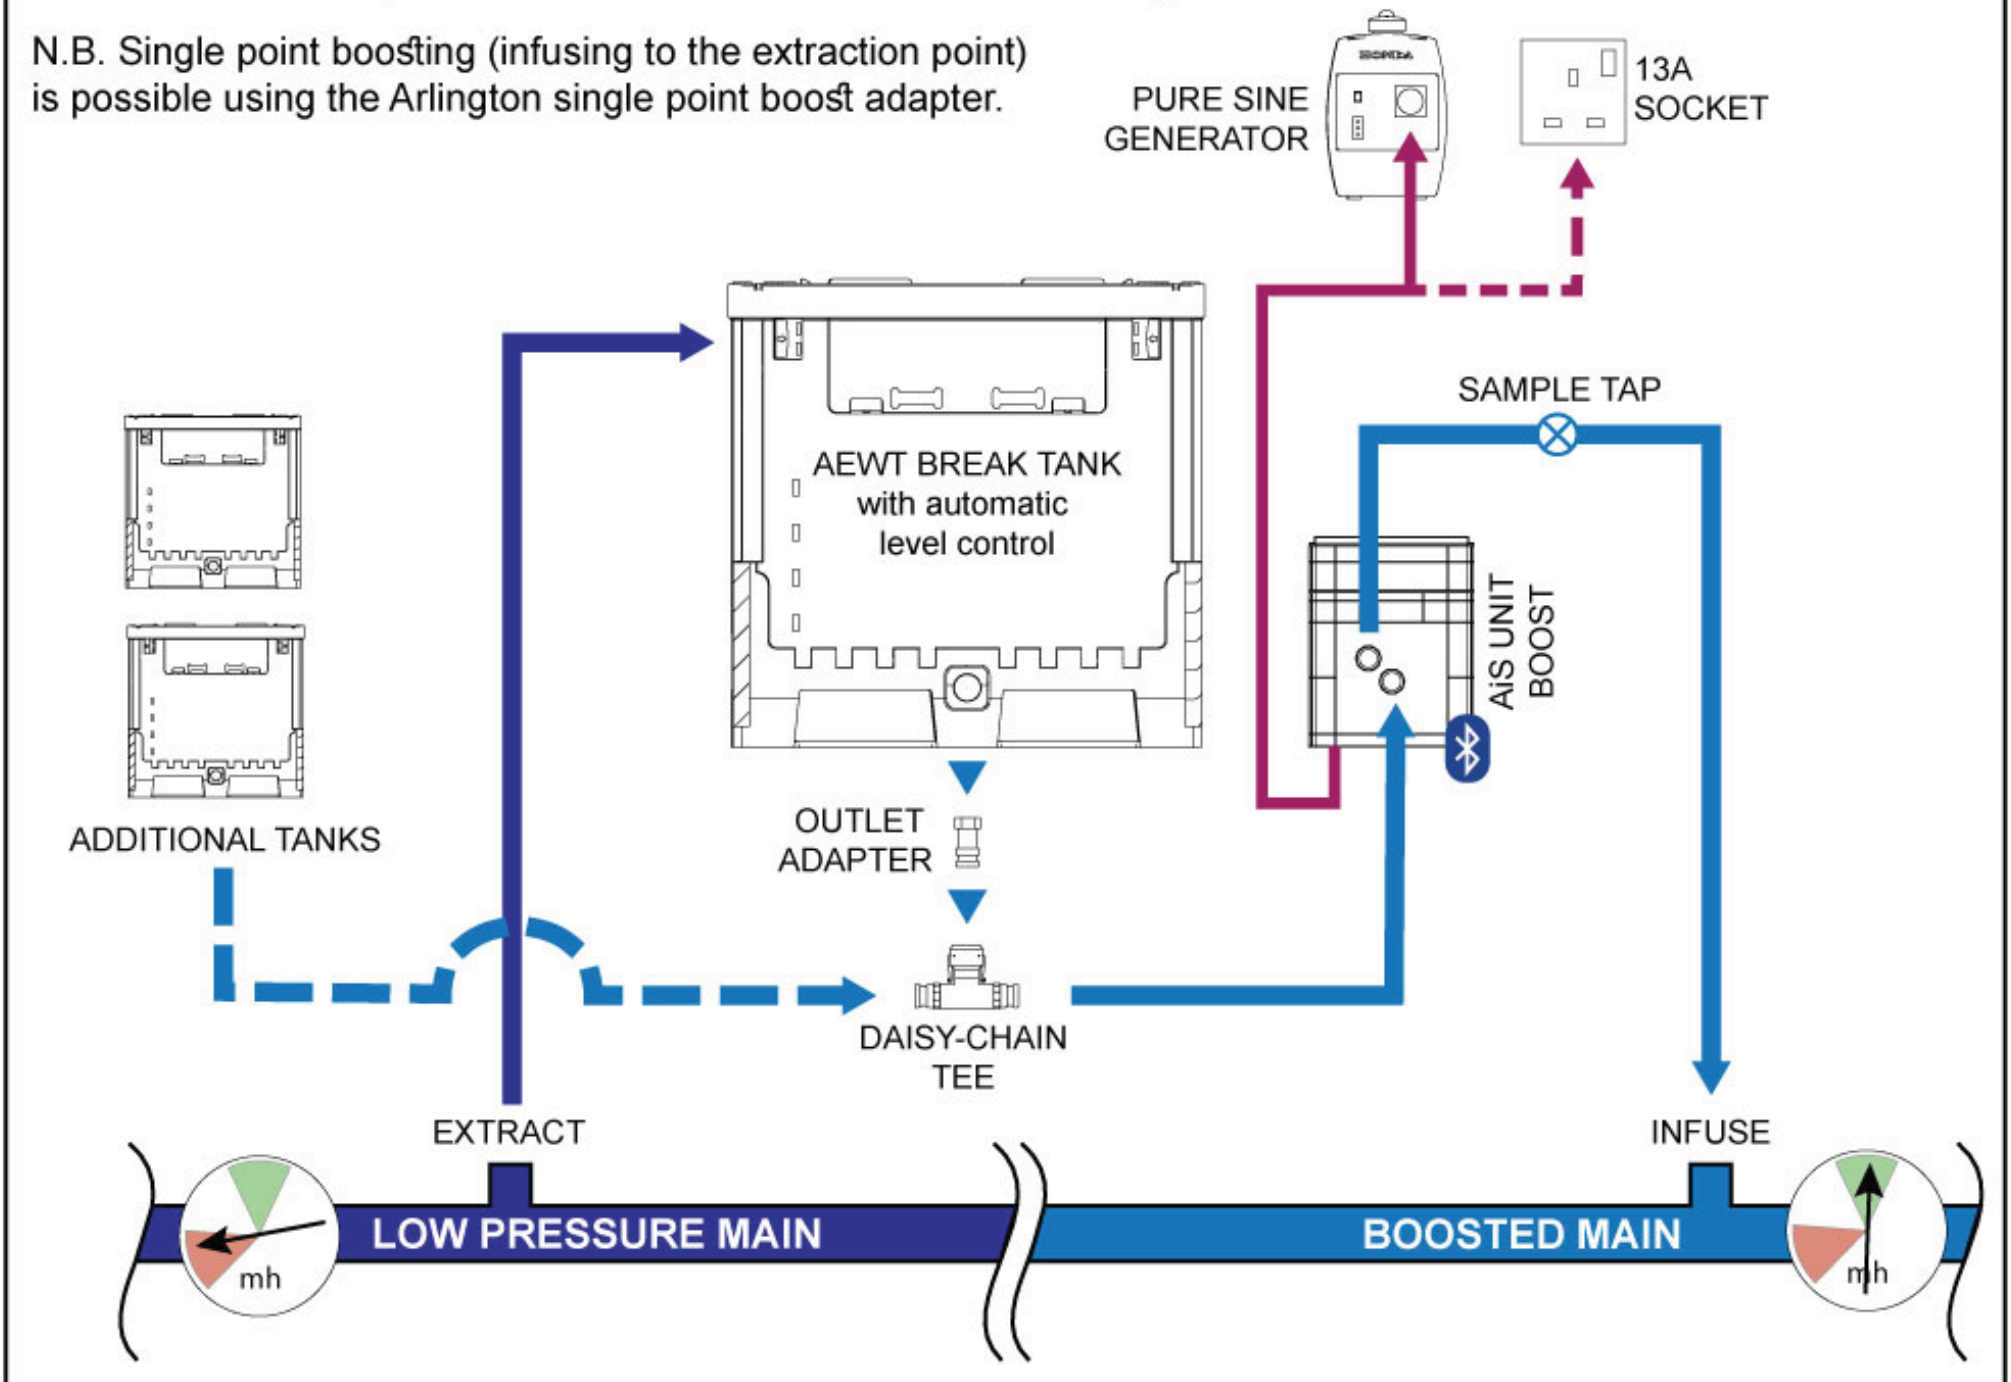 N.B. Single point boosting (infusing to the extraction point)
is possible using the Arlington single point boost adapter.
HONDA
PURE SINE
GENERATOR
13A
SOCKET
SAMPLE TAP
AEWT BREAK TANK
with automatic
level control
AiS UNIT
BOOST
OUTLET
ADAPTER
ADDITIONAL TANKS
DAISY-CHAIN
TEE
EXTRACT
INFUSE
LOW PRESSURE MAIN
BOOSTED MAIN
mh
mh